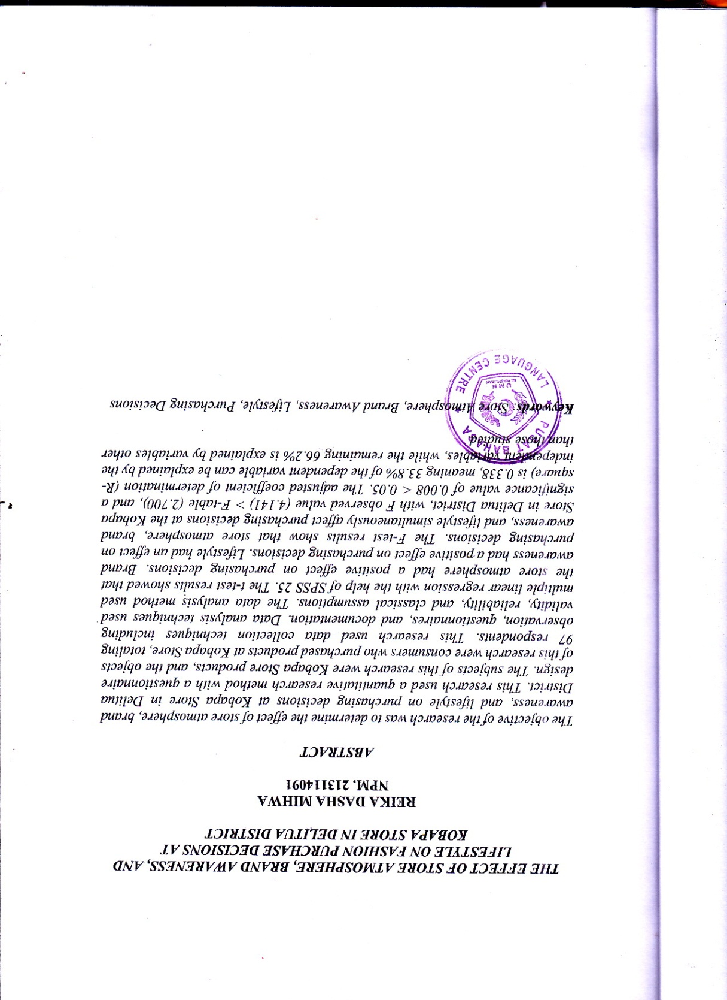 THE EFFECT OF STORE ATMOSPHERE, BRAND AWARENESS, AND
LIFESTYLE ON FASHION PURCHASE DECISIONS AT
KOBAPA STORE IN DELITUA DISTRICT
REIKA DASHA MIHWA
NPM. 213114091
ABSTRACT
The objective of the research was to determine the effect of store atmosphere, brand
awareness, and lifestyle on purchasing decisions at Kobapa Store in Delitua
District. This research used a quantitative research method with a questionnaire
design. The subjects of this research were Kobapa Store products, and the objects
of this research were consumers who purchased products at Kobapa Store, totaling
97 respondents. This research used data collection techniques including
observation, questionnaires, and documentation. Data analysis techniques used
validity, reliability, and classical assumptions. The data analysis method used
multiple linear regression with the help of SPSS 25. The t-test results showed that
the store atmosphere had a positive effect on purchasing decisions. Brand
awareness had a positive effect on purchasing decisions. Lifestyle had an effect on
purchasing decisions. The F-test results show that store atmosphere, brand
awareness, and lifestyle simultaneously affect purchasing decisions at the Kobapa
Store in Delitua District, with F observed value (4.141) > F-table (2.700), and a
significance value of 0.008 < 0.05. The adjusted coefficient of determination (R-
square) is 0.338, meaning 33.8% of the dependent variable can be explained by the
independent variables, while the remaining 66.2% is explained by variables other
than those studied.
Keywords: Store Atmosphere, Brand Awareness, Lifestyle, Purchasing Decisions
PUSAT BAHASA
UMN
AL WASHLIYAH
LANGUAGE CENTRE